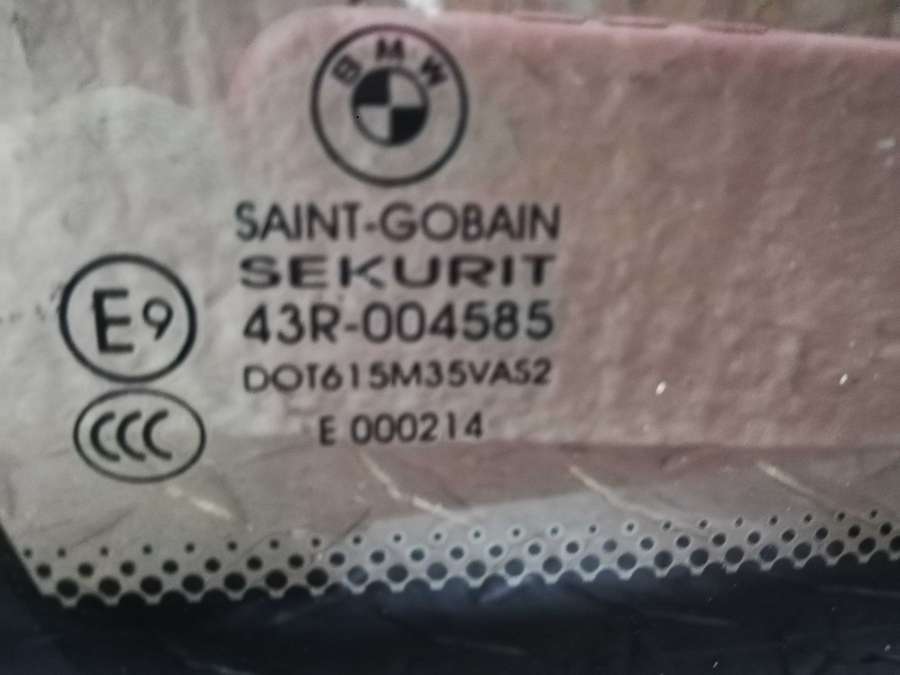 BMW
SAINT-GOBAIN
SEKURIT
E9
43R-004585
DOT615M35VAS2
CCC
E 000214